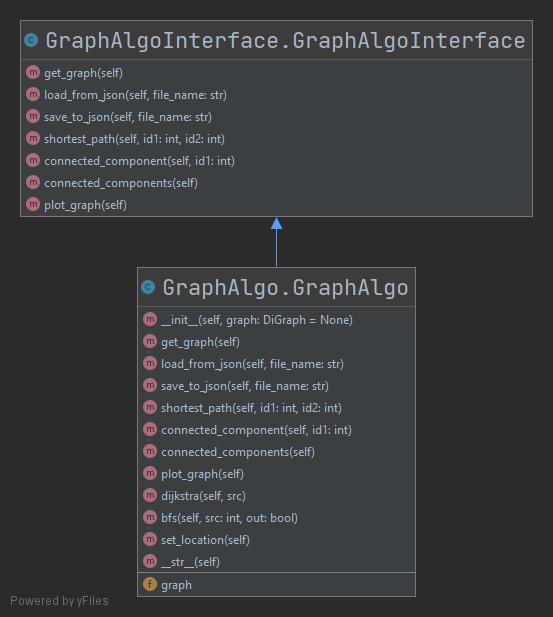 C GraphAlgoInterface.GraphAlgoInterface
m get_graph(self)
m load_from_json(self, file_name: str)
m save_to_json(self, file_name: str)
m shortest_path(self, id1: int, id2: int)
m connected_component(self, id1: int)
m connected_components(self)
m plot_graph(self)
C GraphAlgo.GraphAlgo
m __init__(self, graph: DiGraph = None)
m get_graph(self)
m load_from_json(self, file_name: str)
m save_to_json(self, file_name: str)
m shortest_path(self, id1: int, id2: int)
m connected_component(self, id1: int)
m connected_components(self)
m plot_graph(self)
m dijkstra(self, src)
m bfs(self, src: int, out: bool)
m set_location(self)
m __str__(self)
f graph
Powered by yFiles